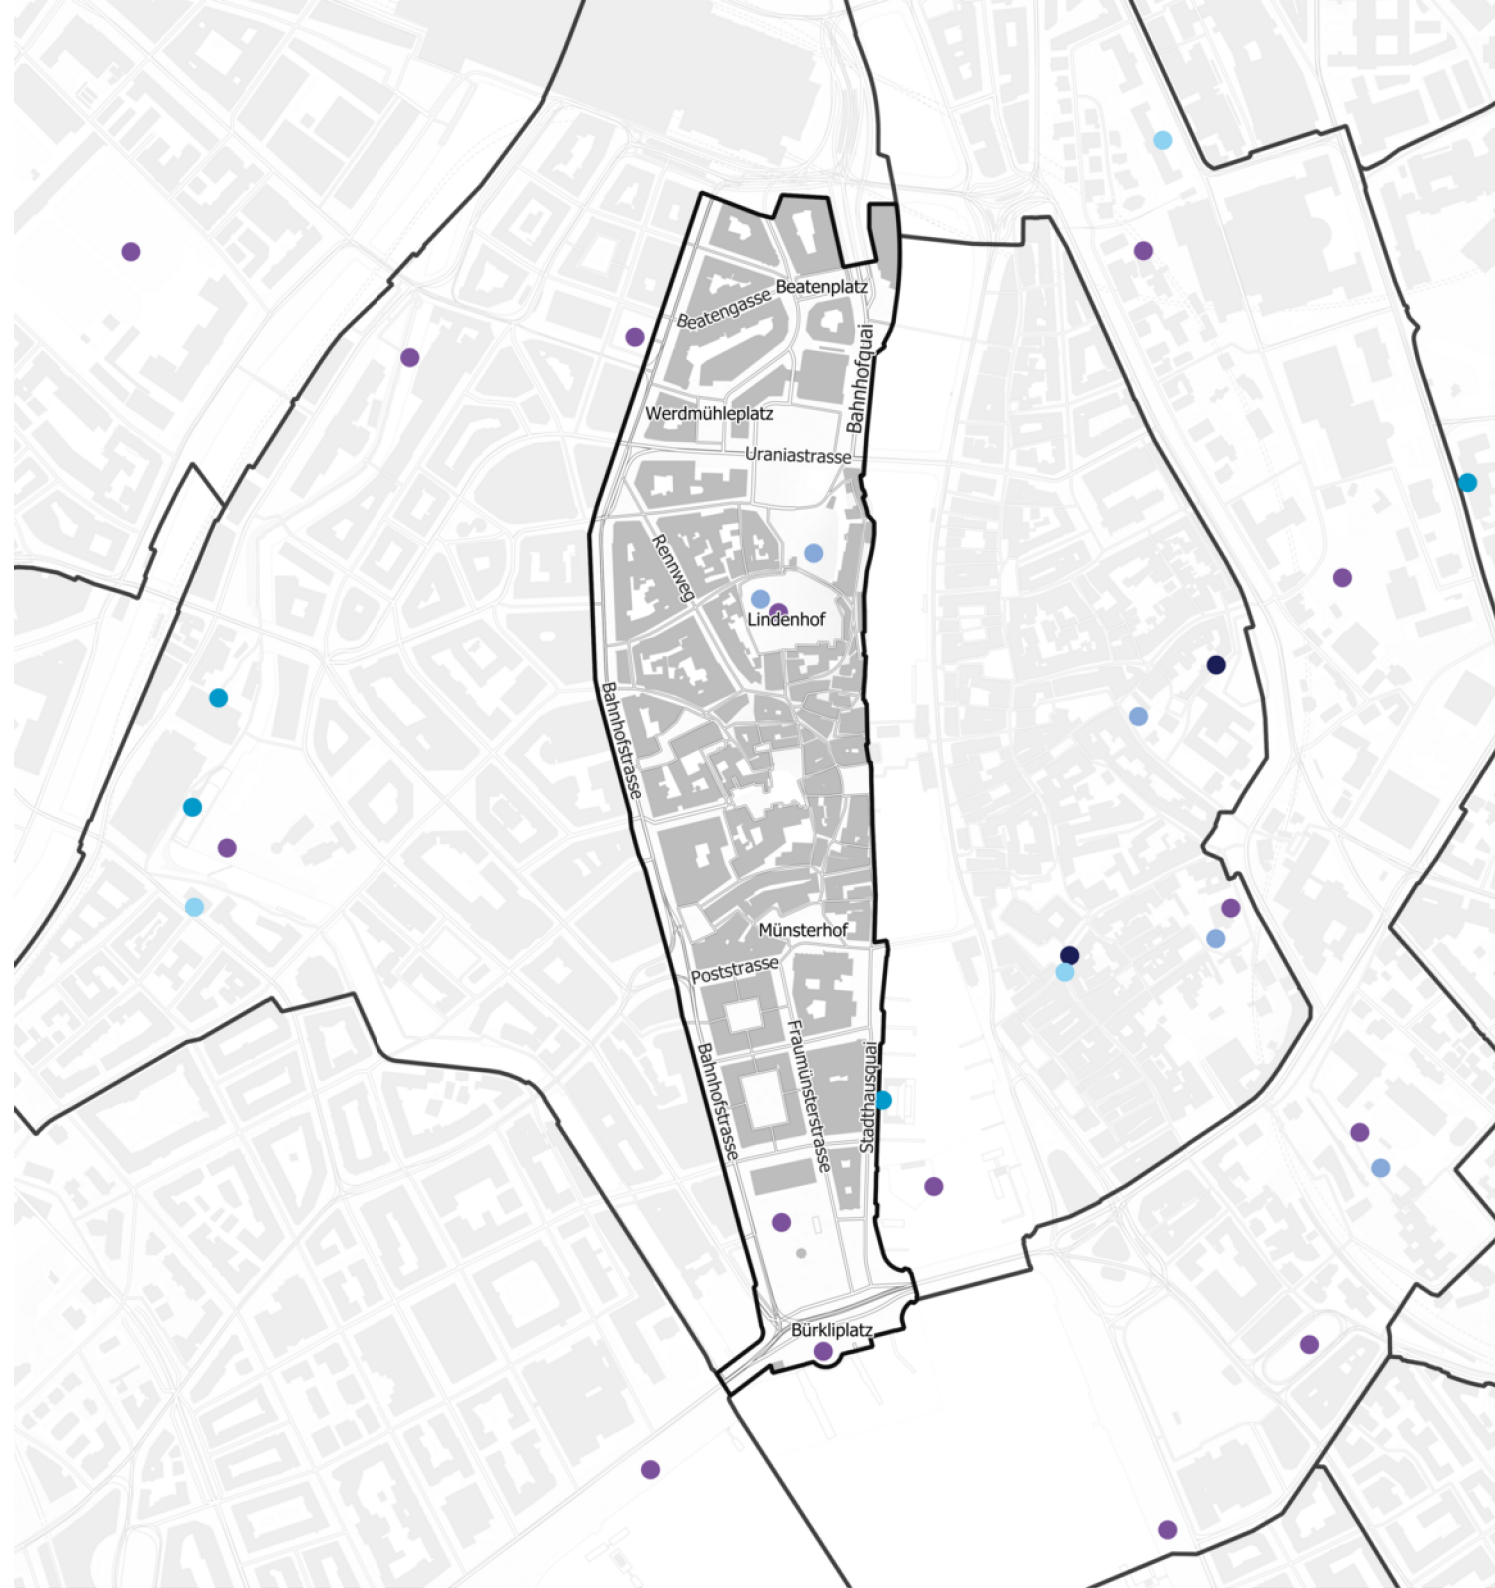 Beatenplatz
Beatengasse
Bahnhofquai
Werdmühleplatz
Uraniastrasse
Rennweg
Lindenhof
Bahnhofstrasse
Münsterhof
Poststrasse
Fraumünsterstrasse
Bahnhofstrasse
Stadthausquai
Bürkliplatz